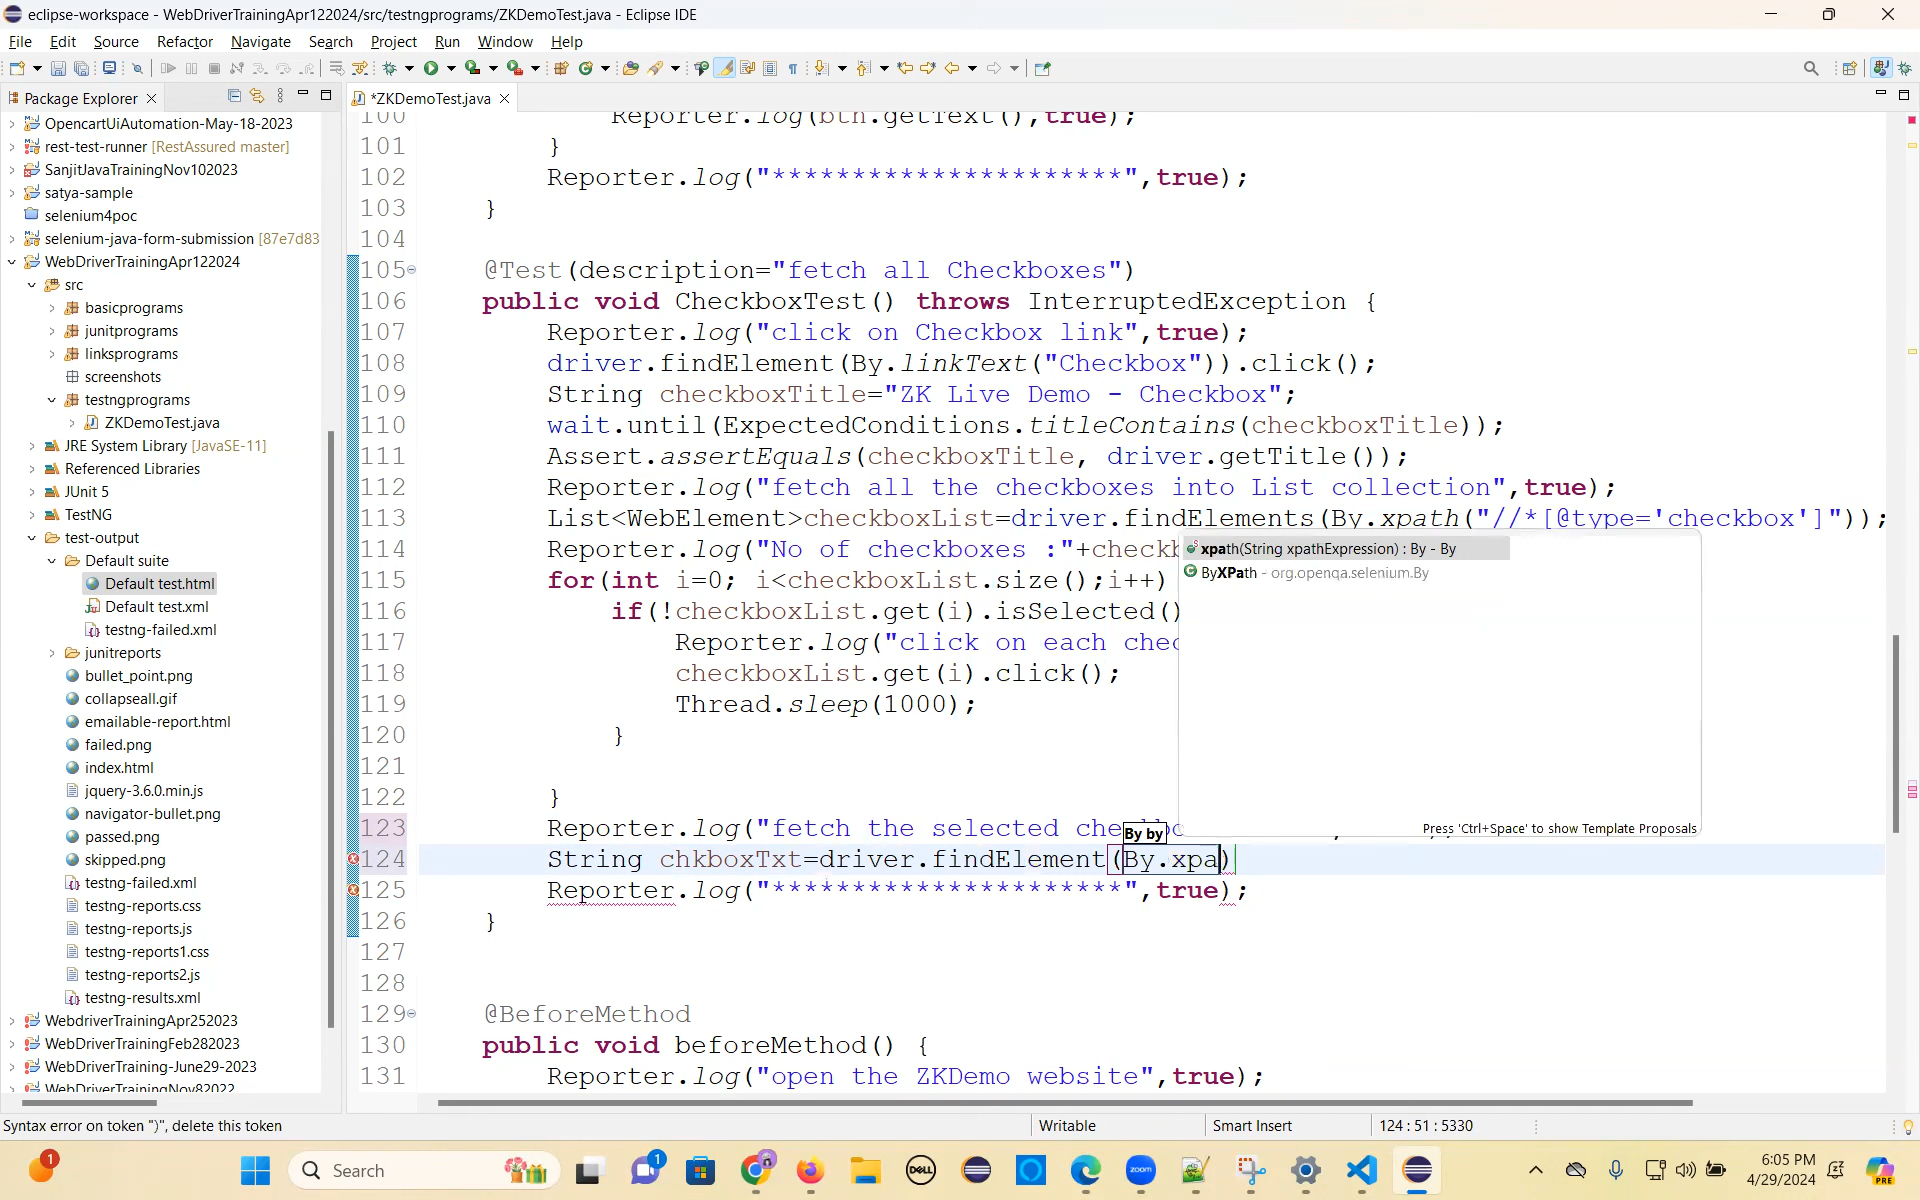 eclipse-workspace - WebDriverTrainingApr122024/src/testngprograms/ZKDemoTest.java - Eclipse IDE
File Edit Source Refactor Navigate Search Project Run Window Help
Package Explorer
*ZKDemoTest.java
OpencartUiAutomation-May-18-2023
rest-test-runner [RestAssured master]
SanjitJavaTrainingNov102023
satya-sample
selenium4poc
selenium-java-form-submission [87e7d83
WebDriverTrainingApr122024
src
basicprograms
junitprograms
linksprograms
screenshots
testngprograms
ZKDemoTest.java
JRE System Library [JavaSE-11]
Referenced Libraries
JUnit 5
TestNG
test-output
Default suite
Default test.html
Default test.xml
testng-failed.xml
junitreports
bullet_point.png
collapseall.gif
emailable-report.html
failed.png
index.html
jquery-3.6.0.min.js
navigator-bullet.png
passed.png
skipped.png
testng-failed.xml
testng-reports.css
testng-reports.js
testng-reports1.css
testng-reports2.js
testng-results.xml
WebdriverTrainingApr252023
WebDriverTrainingFeb282023
WebDriverTraining-June29-2023
WebDriverTrainingNov82022
100 Reporter.log(btn.getText(),true);
101 }
102 Reporter.log("**********************",true);
103 }
104
105 @Test(description="fetch all Checkboxes")
106 public void CheckboxTest() throws InterruptedException {
107 Reporter.log("click on Checkbox link",true);
108 driver.findElement(By.linkText("Checkbox")).click();
109 String checkboxTitle="ZK Live Demo - Checkbox";
110 wait.until(ExpectedConditions.titleContains(checkboxTitle));
111 Assert.assertEquals(checkboxTitle, driver.getTitle());
112 Reporter.log("fetch all the checkboxes into List collection",true);
113 List<WebElement>checkboxList=driver.findElements(By.xpath("//*[@type='checkbox']"));
114 Reporter.log("No of checkboxes :"+checkb
115 for(int i=0; i<checkboxList.size();i++)
116 if(!checkboxList.get(i).isSelected()
117 Reporter.log("click on each chec
118 checkboxList.get(i).click();
119 Thread.sleep(1000);
120 }
121
122 }
123 Reporter.log("fetch the selected che
124 String chkboxTxt=driver.findElement(By.xpa)
125 Reporter.log("**********************",true);
126 }
127
128
129 @BeforeMethod
130 public void beforeMethod() {
131 Reporter.log("open the ZKDemo website",true);
xpath(String xpathExpression) : By - By
ByXPath - org.openqa.selenium.By
Press 'Ctrl+Space' to show Template Proposals
By by
Syntax error on token ")", delete this token
Writable
Smart Insert
124 : 51 : 5330
1
Search
1
DELL
zoom
6:05 PM
4/29/2024
PRE